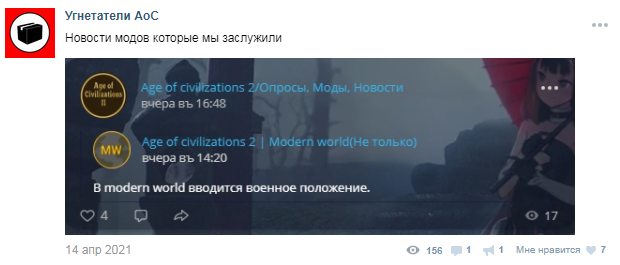 Угнетатели АоС
Новости модов которые мы заслужили
Age of Civilizations II
Age of civilizations 2/Опросы, Моды, Новости
вчера въ 16:48
MW
Age of civilizations 2 | Modern world(Не только)
вчера въ 14:20
В modern world вводится военное положение.
4
17
14 апр 2021
156
1
1
Мне нравится
7